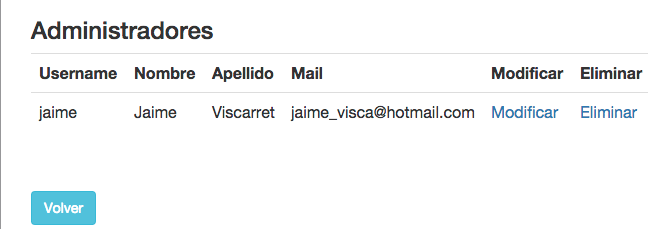 Administradores
Username Nombre Apellido Mail Modificar Eliminar
jaime Jaime Viscarret jaime_visca@hotmail.com Modificar Eliminar
Volver